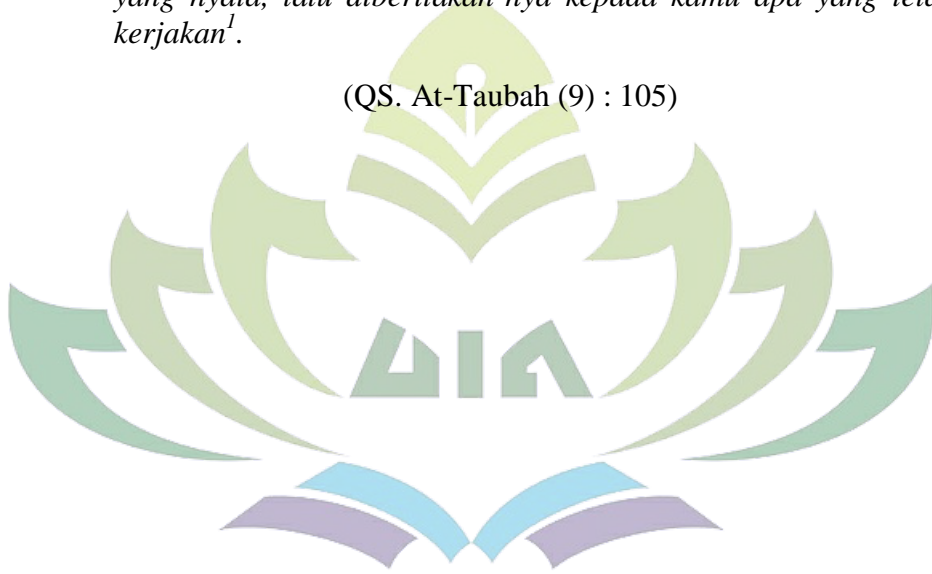 yang nyata, lalu diberitakan-nya kepada kamu apa yang
kerjakan¹.
(QS. At-Taubah (9) : 105)